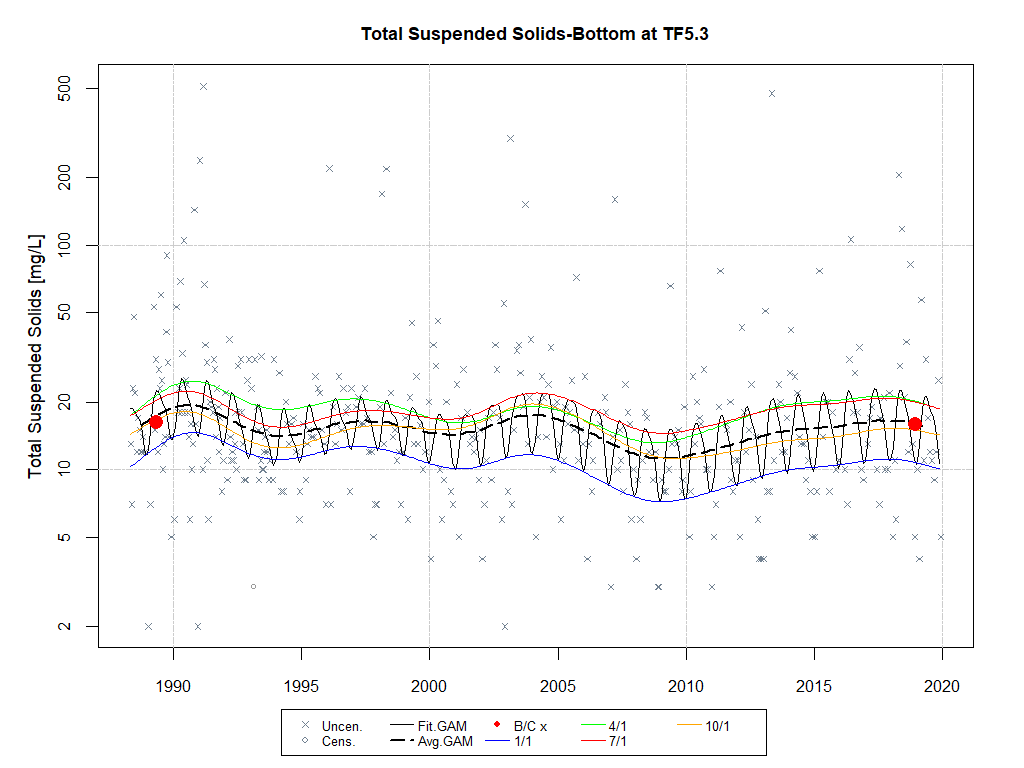 Total Suspended Solids-Bottom at TF5.3
Total Suspended Solids [mg/L]
500
200
100
50
20
10
5
2
1990 1995 2000 2005 2010 2015 2020
Uncen. Fit.GAM B/C x 4/1 10/1
Cens. Avg.GAM 1/1 7/1